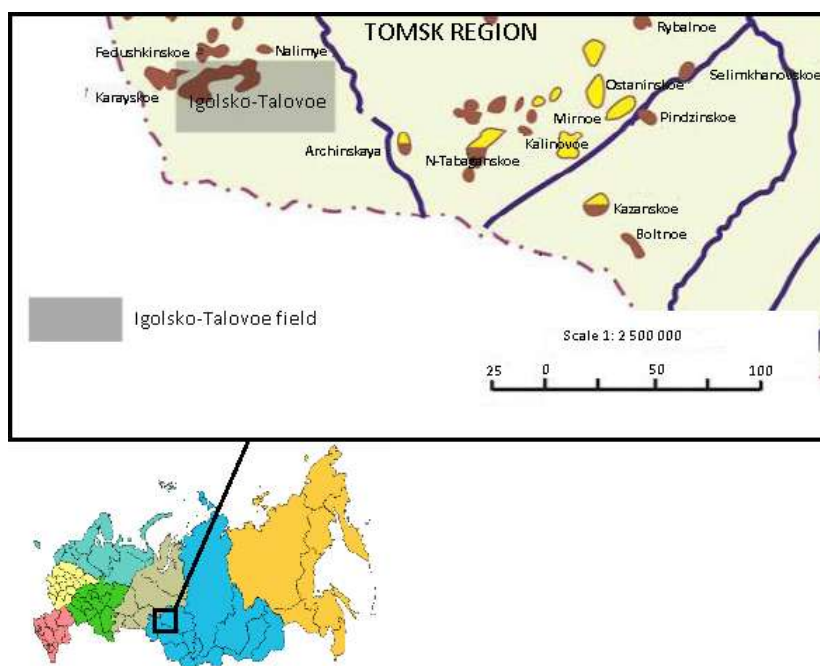 TOMSK REGION
Rybalnoe
Fedushkinskoe
Nalimye
Karayskoe
Igolsko-Talovoe
Ostaninskoe
Selimkhanovskoe
Mirnoe
Pindzinskoe
Archinskaya
N-Tabaganskoe
Kalinovoe
Kazanskoe
Boltnoe
Igolsko-Talovoe field
Scale 1: 2 500 000
25 0 50 100